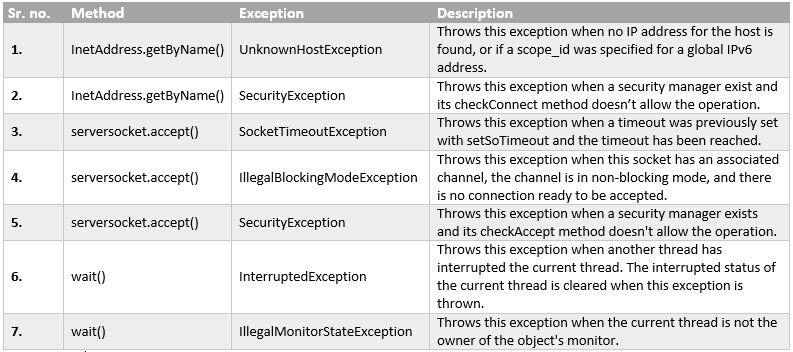 Sr. no. Method Exception Description
1. InetAddress.getByName() UnknownHostException Throws this exception when no IP address for the host is
found, or if a scope_id was specified for a global IPv6
address.
2. InetAddress.getByName() SecurityException Throws this exception when a security manager exist and
its checkConnect method doesn’t allow the operation.
3. serversocket.accept() SocketTimeoutException Throws this exception when a timeout was previously set
with setSoTimeout and the timeout has been reached.
4. serversocket.accept() IllegalBlockingModeException Throws this exception when this socket has an associated
channel, the channel is in non-blocking mode, and there
is no connection ready to be accepted.
5. serversocket.accept() SecurityException Throws this exception when a security manager exists
and its checkAccept method doesn't allow the operation.
6. wait() InterruptedException Throws this exception when another thread has
interrupted the current thread. The interrupted status of
the current thread is cleared when this exception is
thrown.
7. wait() IllegalMonitorStateException Throws this exception when the current thread is not the
owner of the object's monitor.